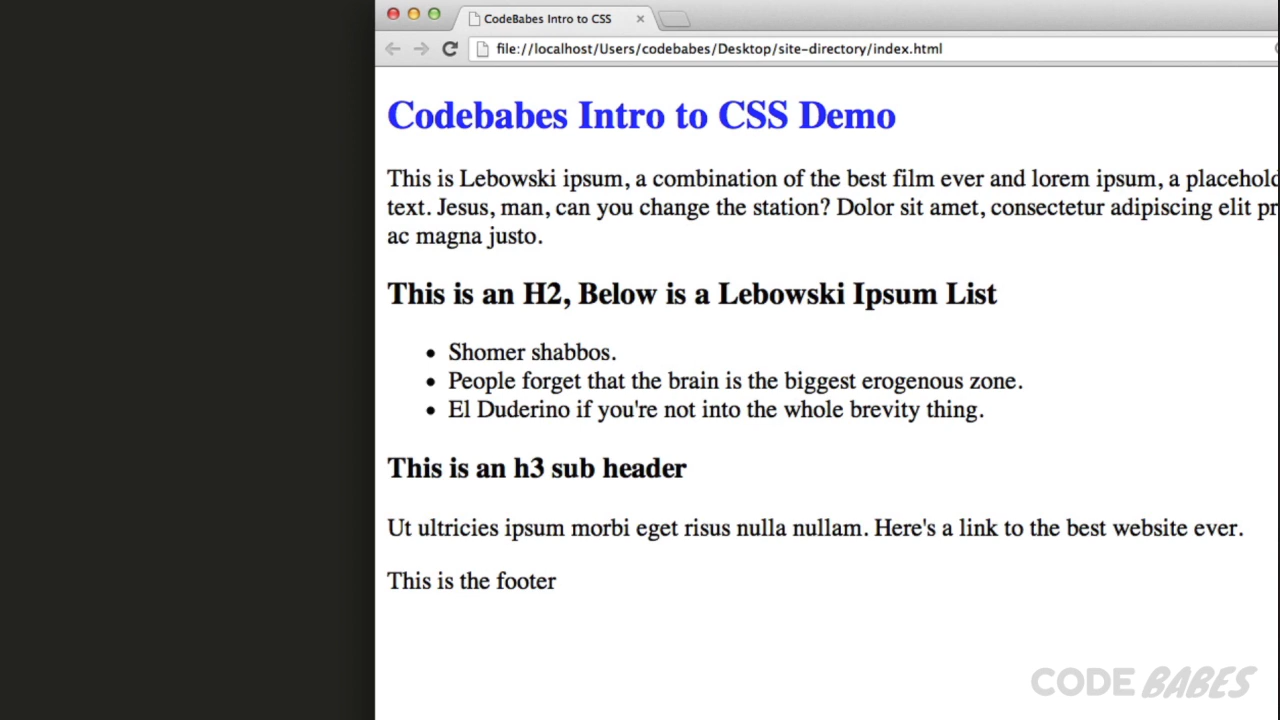 CodeBabes Intro to CSS
file://localhost/Users/codebabes/Desktop/site-directory/index.html
Codebabes Intro to CSS Demo
This is Lebowski ipsum, a combination of the best film ever and lorem ipsum, a placehold
text. Jesus, man, can you change the station? Dolor sit amet, consectetur adipiscing elit pr
ac magna justo.
This is an H2, Below is a Lebowski Ipsum List
Shomer shabbos.
People forget that the brain is the biggest erogenous zone.
El Duderino if you're not into the whole brevity thing.
This is an h3 sub header
Ut ultricies ipsum morbi eget risus nulla nullam. Here's a link to the best website ever.
This is the footer
CODE BABES